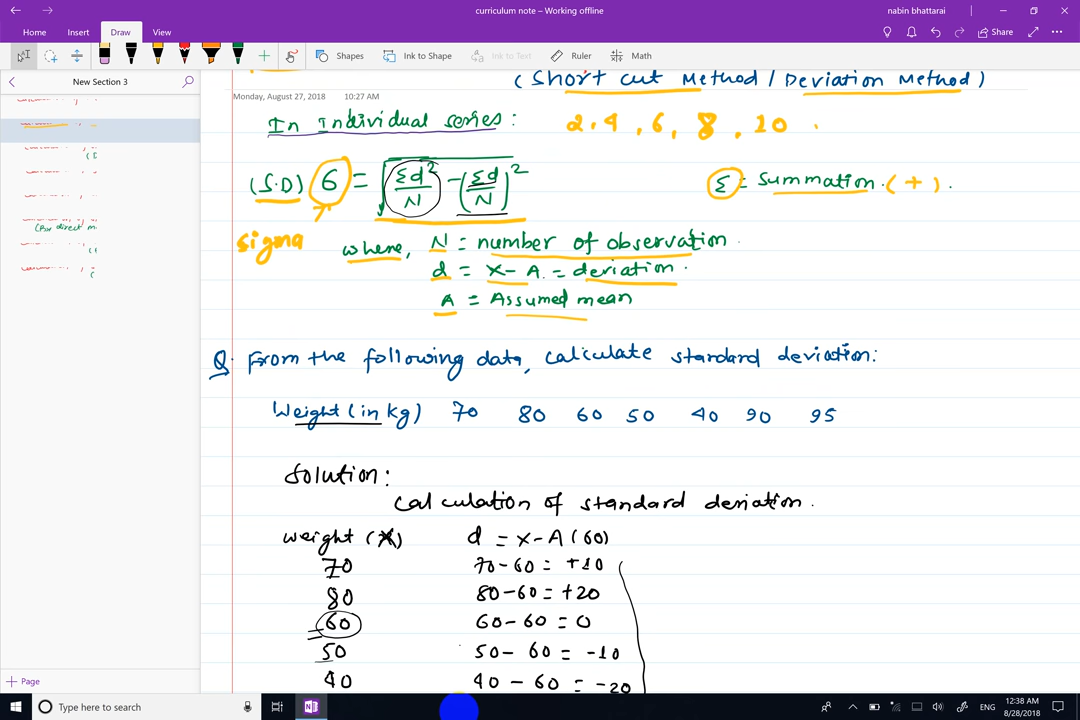 curriculum note – Working offline
nabin bhattarai
Home Insert Draw View
Share
Ink to Shape
Shapes Ink to Shape Ink to Text Ruler Math
New Section 3
(Short cut Method / Deviation Method)
Monday, August 27, 2018 10:27 AM
In Individual series: 2, 4, 6, 8, 10
(S.D) 6 = √ Σd²/N - (Σd/N)²
Σ = Summation (+).
sigma
where, N = number of observation.
d = X - A. = deviation.
A = Assumed mean
Q. From the following data, calculate standard deviation:
Weight (in kg) 70 80 60 50 40 90 95
Solution:
Calculation of standard deviation.
weight (X) d = X - A (60)
70 70 - 60 = +10
80 80 - 60 = +20
60 60 - 60 = 0
50 50 - 60 = -10
40 40 - 60 = -20
+ Page
Type here to search
ENG
12:38 AM
8/28/2018